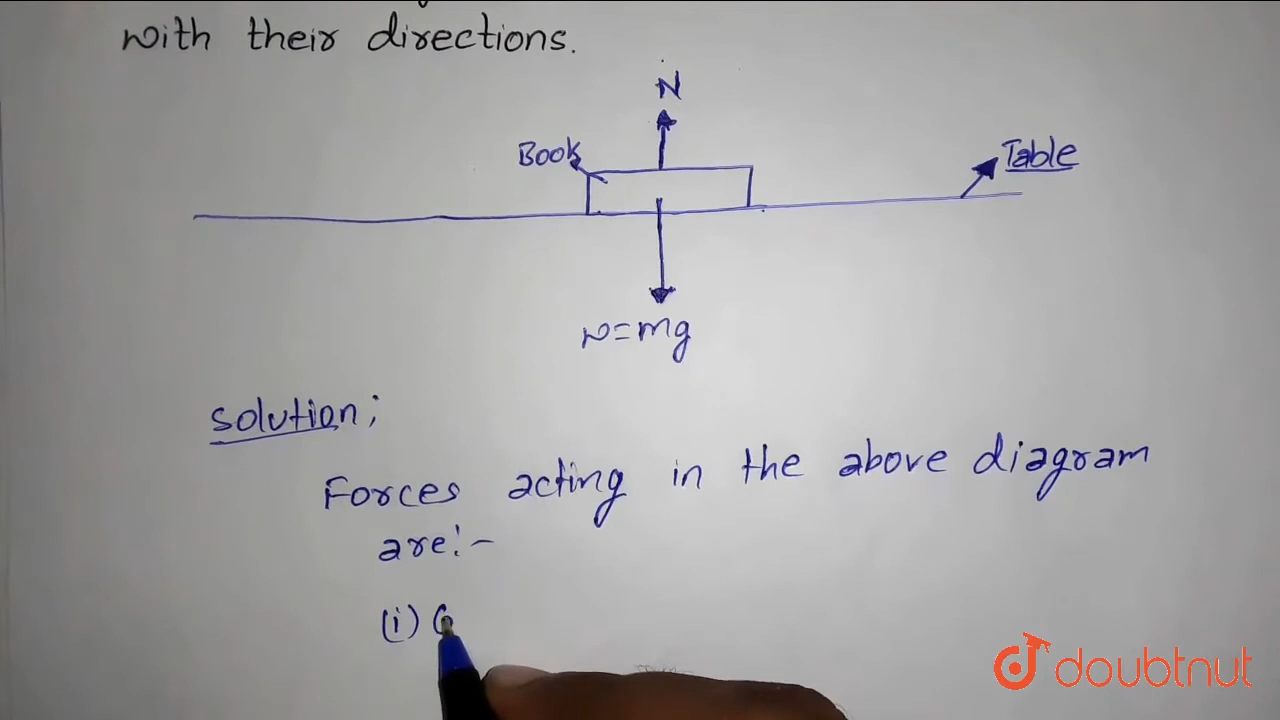 with their directions.
N
Book
Table
w=mg
Solution;
Forces acting in the above diagram
are:-
(i) G
doubtnut